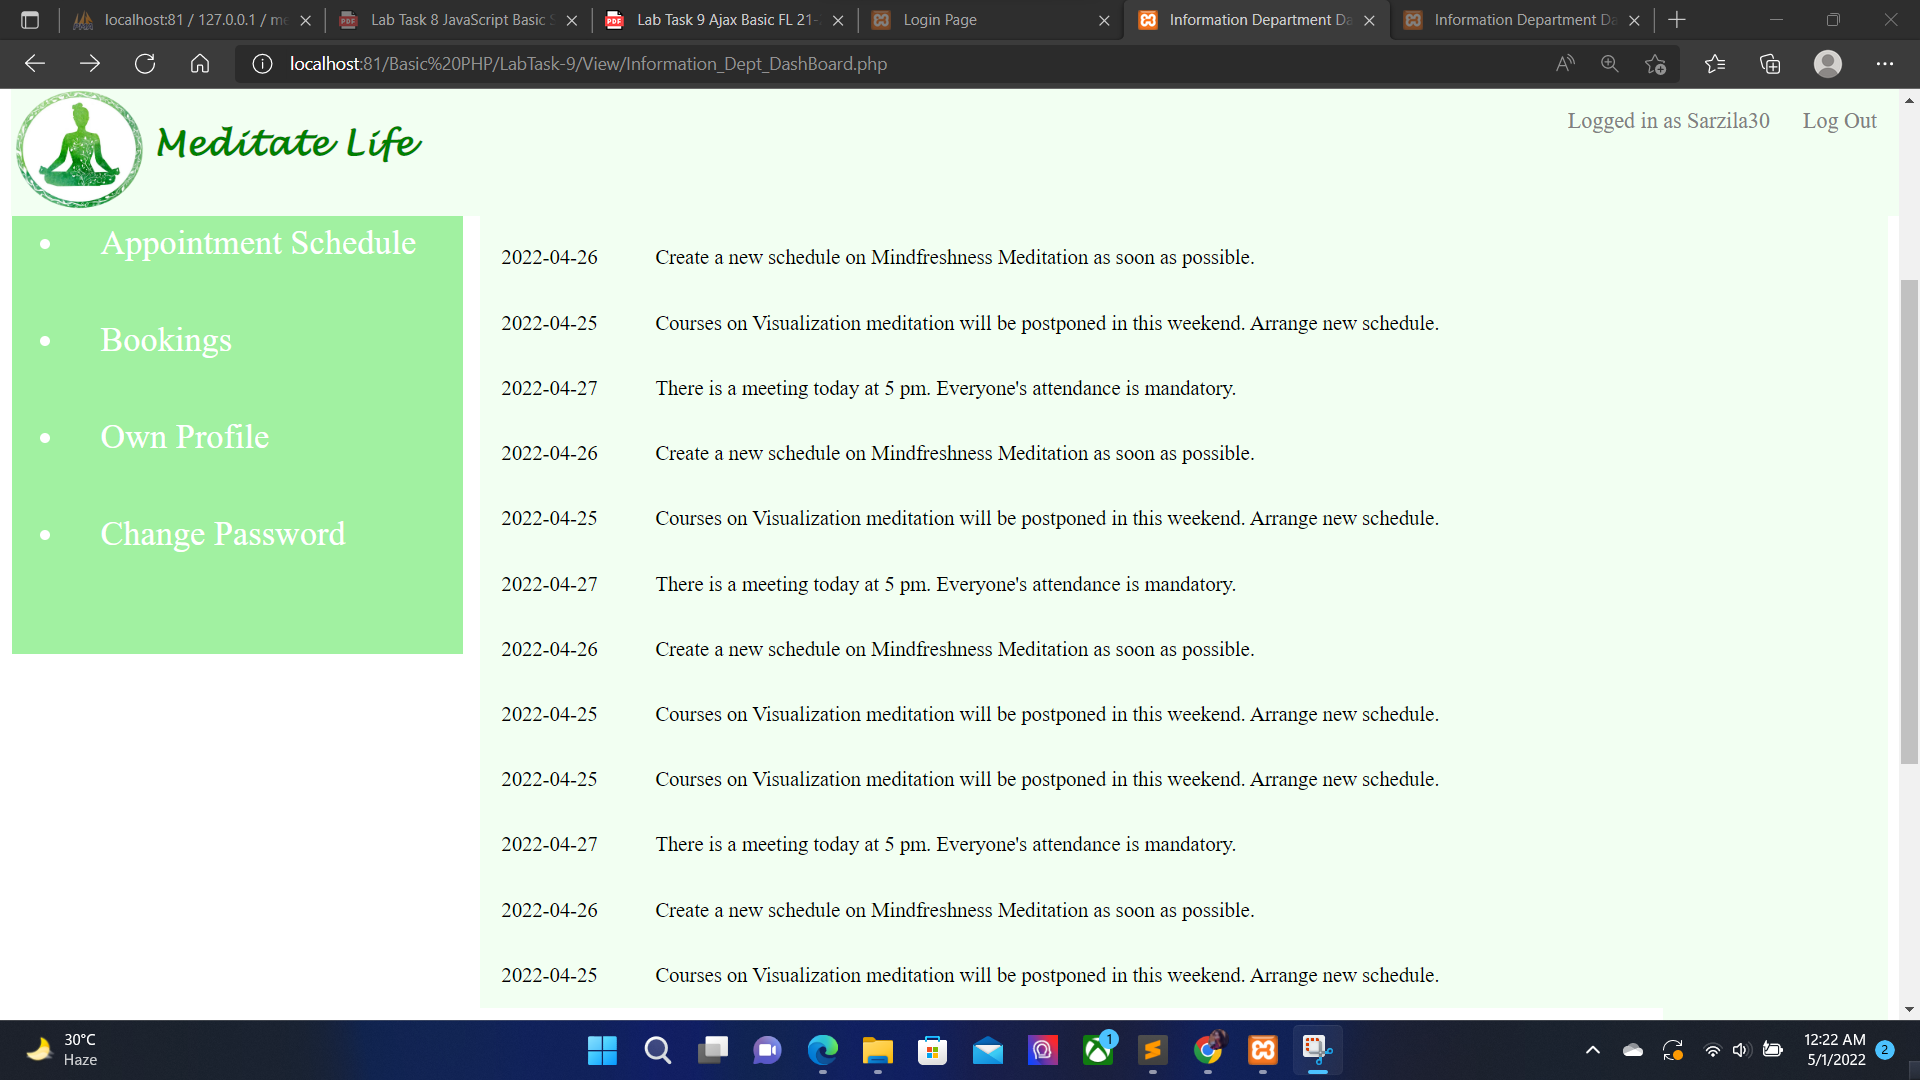 localhost:81 / 127.0.0.1 / me
Lab Task 8 JavaScript Basic S
Lab Task 9 Ajax Basic FL 21-
Login Page
Information Department Da
Information Department Da
localhost:81/Basic%20PHP/LabTask-9/View/Information_Dept_DashBoard.php
Meditate Life
Logged in as Sarzila30 Log Out
Appointment Schedule
Bookings
Own Profile
Change Password
2022-04-26 Create a new schedule on Mindfreshness Meditation as soon as possible.
2022-04-25 Courses on Visualization meditation will be postponed in this weekend. Arrange new schedule.
2022-04-27 There is a meeting today at 5 pm. Everyone's attendance is mandatory.
2022-04-26 Create a new schedule on Mindfreshness Meditation as soon as possible.
2022-04-25 Courses on Visualization meditation will be postponed in this weekend. Arrange new schedule.
2022-04-27 There is a meeting today at 5 pm. Everyone's attendance is mandatory.
2022-04-26 Create a new schedule on Mindfreshness Meditation as soon as possible.
2022-04-25 Courses on Visualization meditation will be postponed in this weekend. Arrange new schedule.
2022-04-25 Courses on Visualization meditation will be postponed in this weekend. Arrange new schedule.
2022-04-27 There is a meeting today at 5 pm. Everyone's attendance is mandatory.
2022-04-26 Create a new schedule on Mindfreshness Meditation as soon as possible.
2022-04-25 Courses on Visualization meditation will be postponed in this weekend. Arrange new schedule.
30°C
Haze
1
12:22 AM
5/1/2022
2